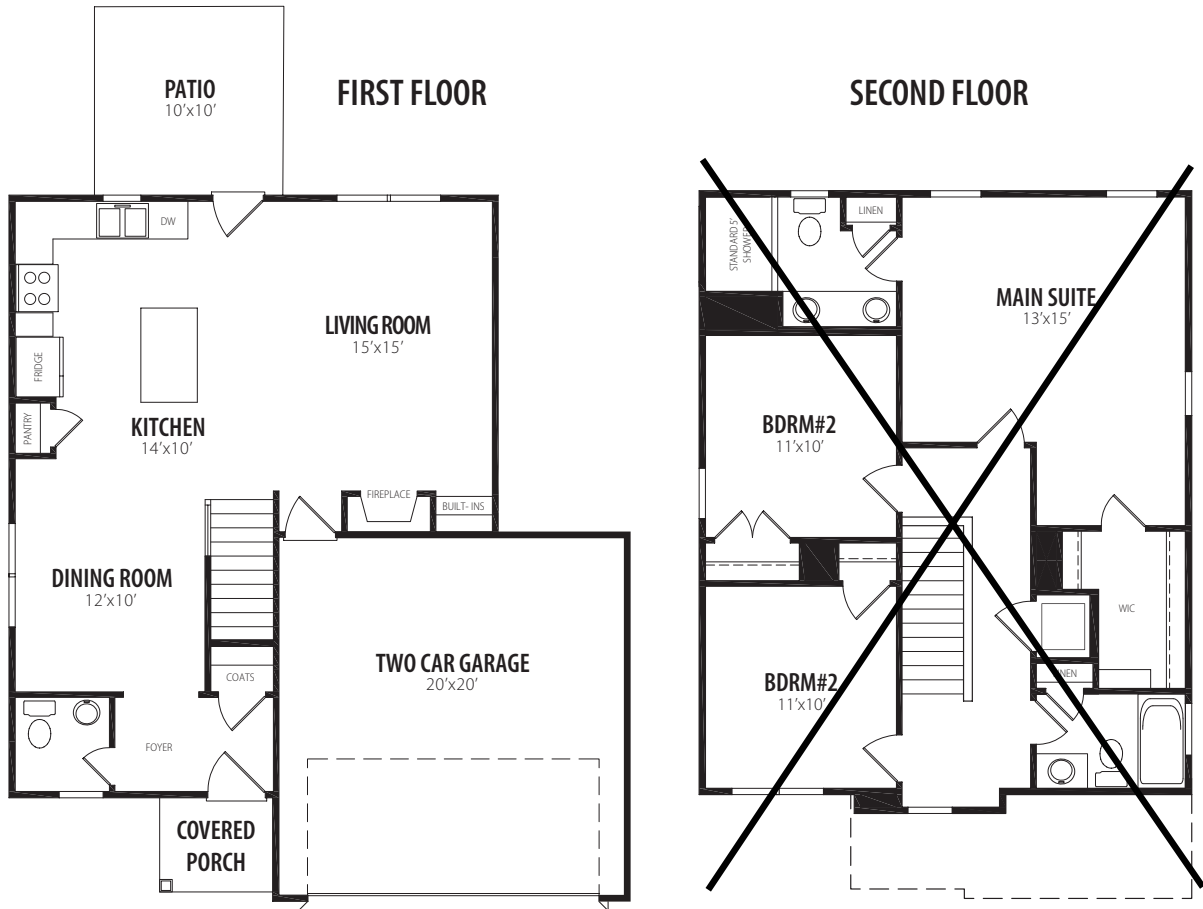 FIRST FLOOR
PATIO
10'x10'
DW
LIVING ROOM
15'x15'
FRIDGE
PANTRY
KITCHEN
14'x10'
FIREPLACE
BUILT- INS
DINING ROOM
12'x10'
COATS
TWO CAR GARAGE
20'x20'
FOYER
COVERED
PORCH
SECOND FLOOR
STANDARD 5'
SHOWER
LINEN
MAIN SUITE
13'x15'
BDRM#2
11'x10'
WIC
BDRM#2
11'x10'